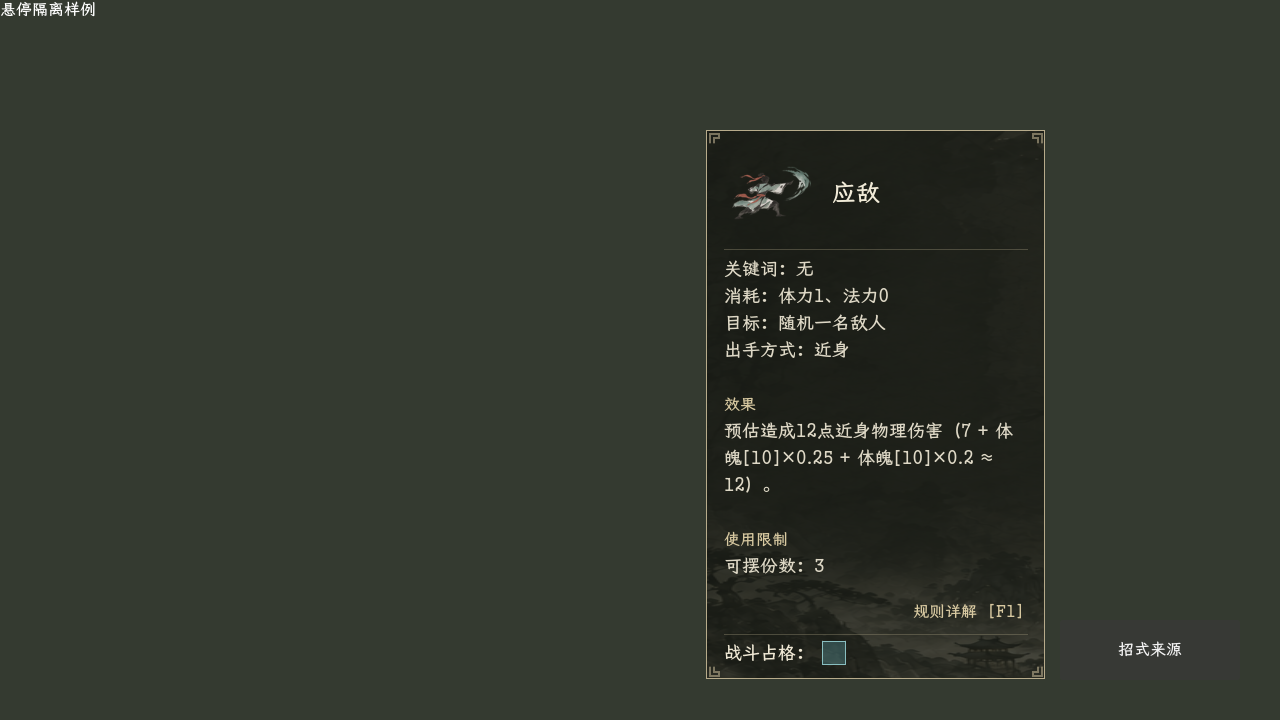 悬停隔离样例
应敌
关键词：无
消耗：体力1、法力0
目标：随机一名敌人
出手方式：近身
效果
预估造成12点近身物理伤害（7 + 体
魄[10]×0.25 + 体魄[10]×0.2 ≈
12）。
使用限制
可摆份数：3
规则详解 [F1]
战斗占格：
招式来源